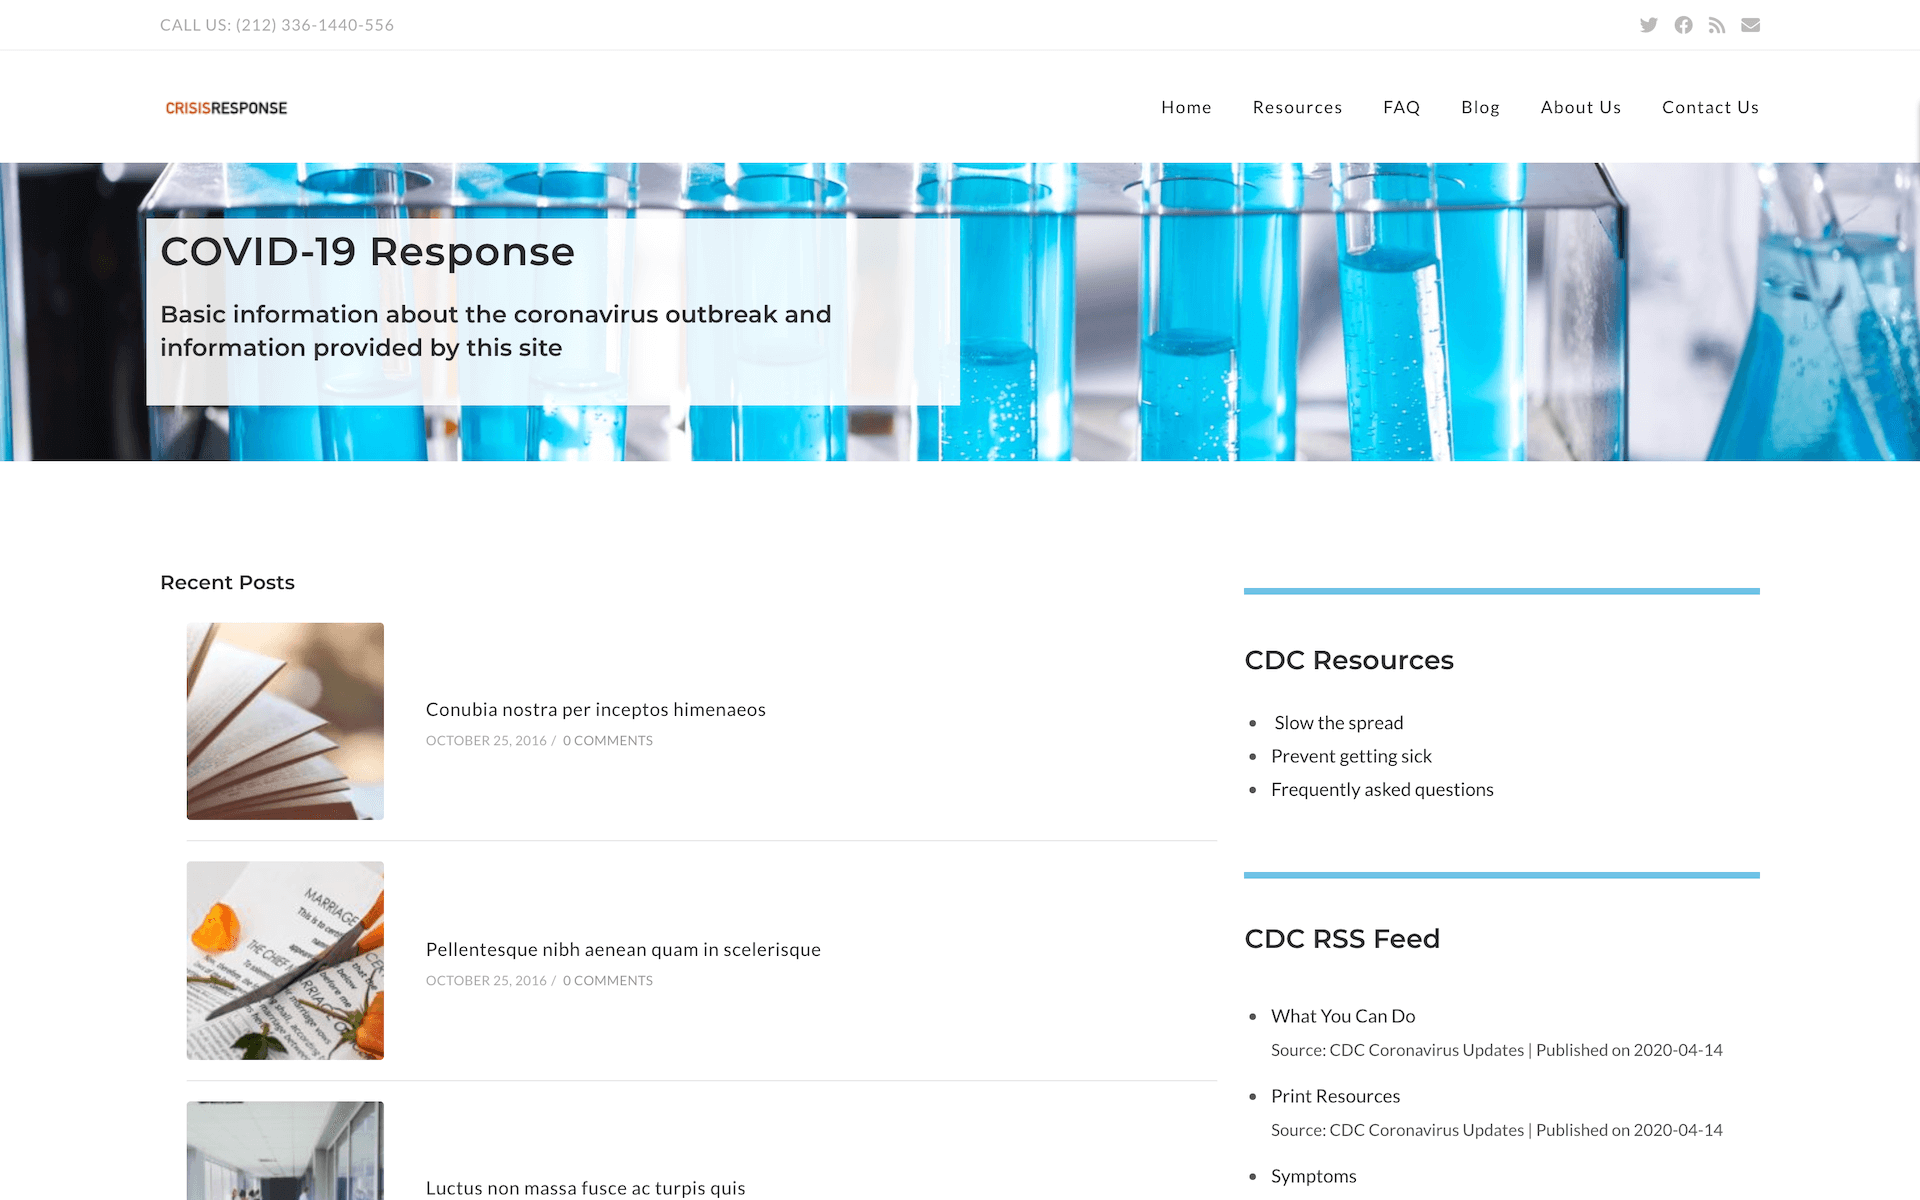 CALL US: (212) 336-1440-556
CRISISRESPONSE
Home Resources FAQ Blog About Us Contact Us
COVID-19 Response
Basic information about the coronavirus outbreak and
information provided by this site
Recent Posts
Conubia nostra per inceptos himenaeos
OCTOBER 25, 2016 / 0 COMMENTS
MARRIAGE
This is to certify
THE CHIEF
Pellentesque nibh aenean quam in scelerisque
OCTOBER 25, 2016 / 0 COMMENTS
Luctus non massa fusce ac turpis quis
CDC Resources
Slow the spread
Prevent getting sick
Frequently asked questions
CDC RSS Feed
What You Can Do
Source: CDC Coronavirus Updates | Published on 2020-04-14
Print Resources
Source: CDC Coronavirus Updates | Published on 2020-04-14
Symptoms